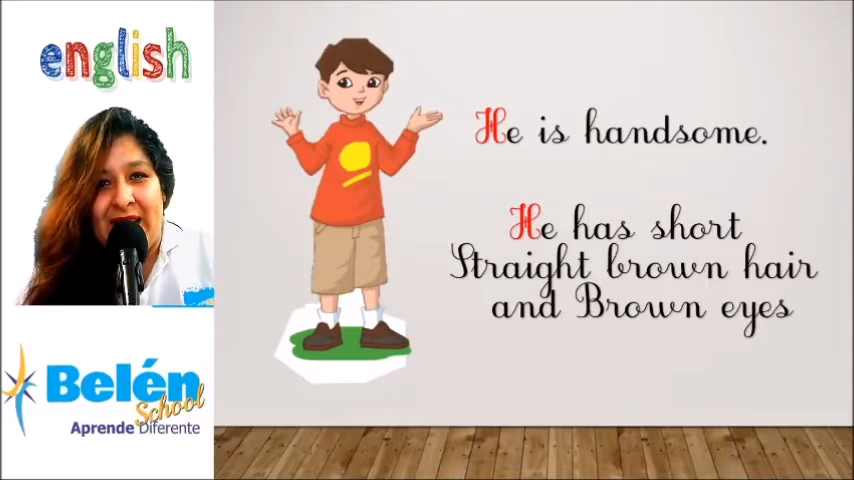 english
Belén
School
Aprende Diferente
He is handsome.
He has short
Straight brown hair
and Brown eyes